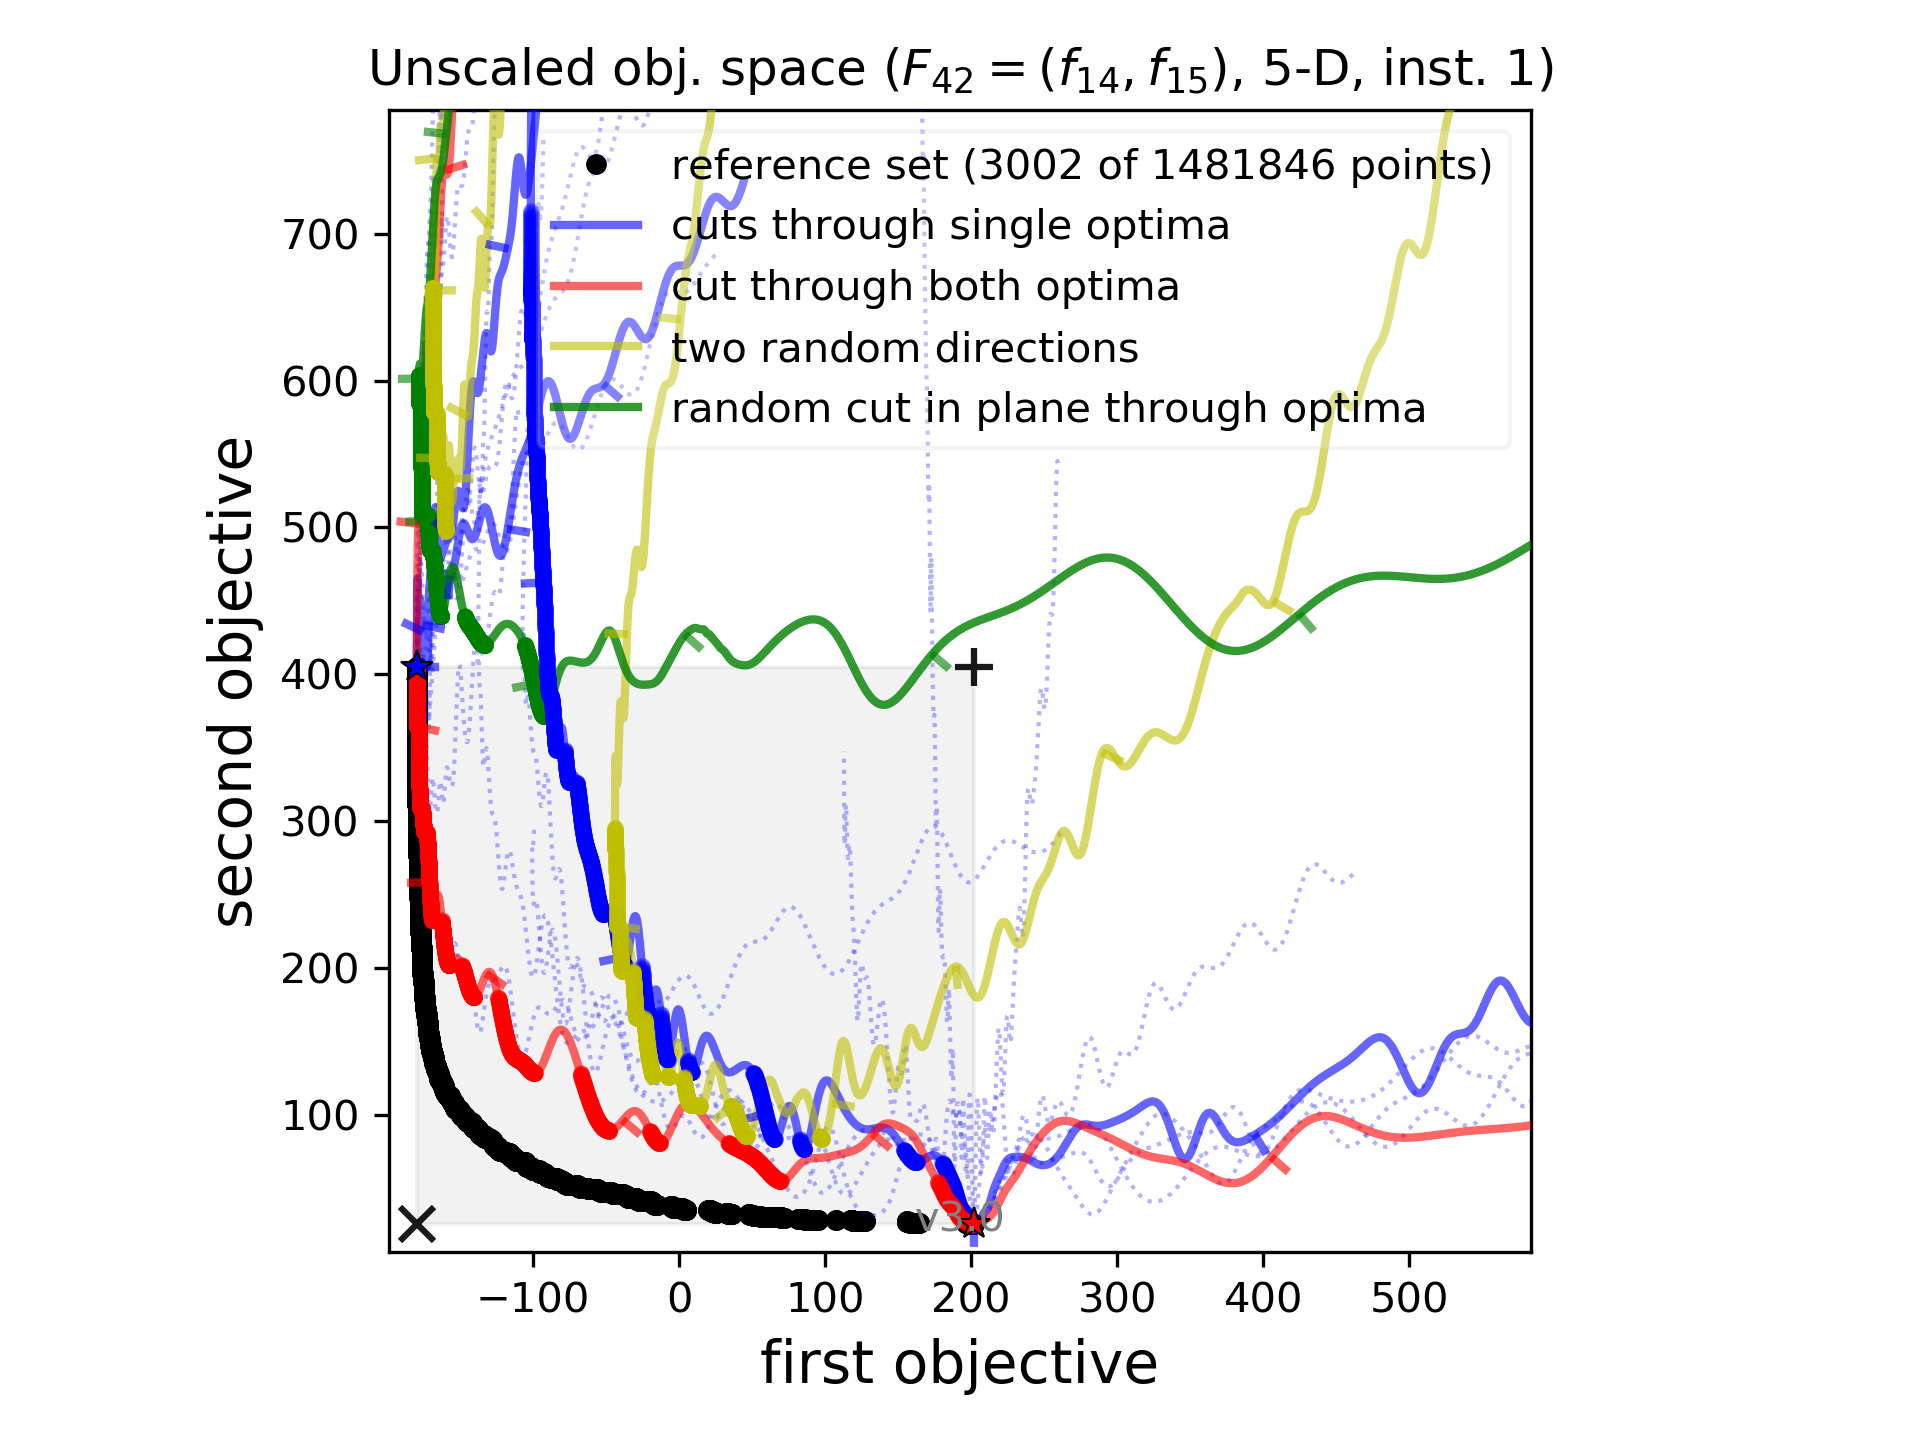 Unscaled obj. space (F₄₂ = (f₁₄, f₁₅), 5-D, inst. 1)
reference set (3002 of 1481846 points)
cuts through single optima
cut through both optima
two random directions
random cut in plane through optima
second objective
700
600
500
400
300
200
100
v3.0
−100 0 100 200 300 400 500
first objective